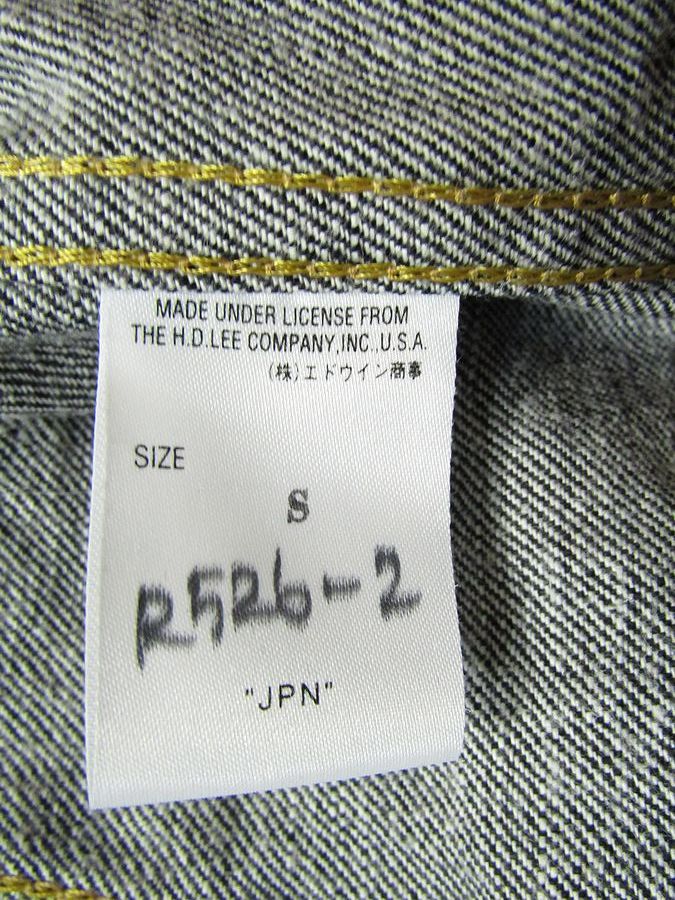 MADE UNDER LICENSE FROM
THE H.D.LEE COMPANY,INC.,U.S.A.
(株)エドウイン商事
SIZE
S
R526-2
"JPN"